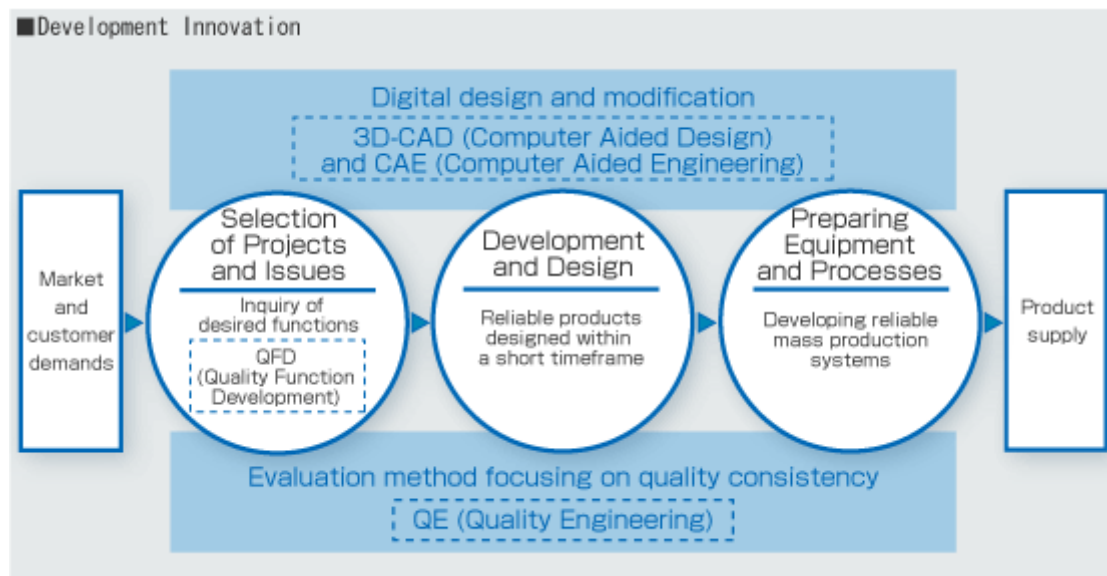 ■Development Innovation
Digital design and modification
3D-CAD (Computer Aided Design)
and CAE (Computer Aided Engineering)
Market
and
customer
demands
Selection
of Projects
and Issues
Inquiry of
desired functions
QFD
(Quality Function
Development)
Development
and Design
Reliable products
designed within
a short timeframe
Preparing
Equipment
and Processes
Developing reliable
mass production
systems
Product
supply
Evaluation method focusing on quality consistency
QE (Quality Engineering)